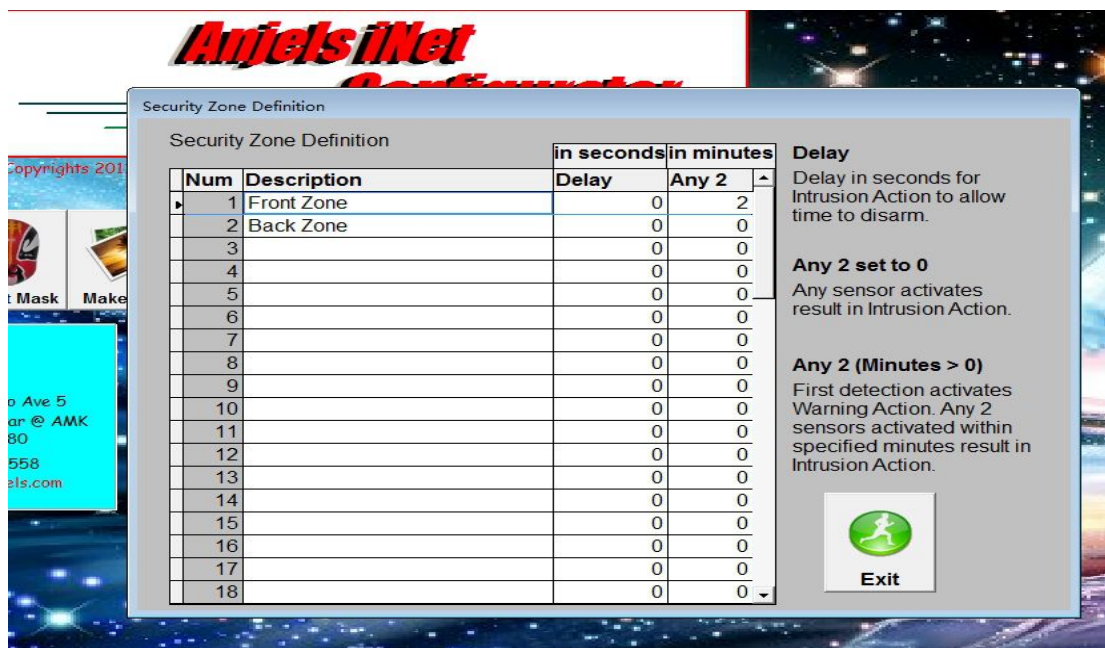 Anjels iNet
Configurator
Security Zone Definition
Security Zone Definition
in seconds in minutes
Num Description Delay Any 2
1 Front Zone 0 2
2 Back Zone 0 0
3 0 0
4 0 0
5 0 0
6 0 0
7 0 0
8 0 0
9 0 0
10 0 0
11 0 0
12 0 0
13 0 0
14 0 0
15 0 0
16 0 0
17 0 0
18 0 0
Delay
Delay in seconds for
Intrusion Action to allow
time to disarm.
Any 2 set to 0
Any sensor activates
result in Intrusion Action.
Any 2 (Minutes > 0)
First detection activates
Warning Action. Any 2
sensors activated within
specified minutes result in
Intrusion Action.
Exit
Copyrights 201
Mask
Make
Ave 5
@ AMK
80
558
els.com